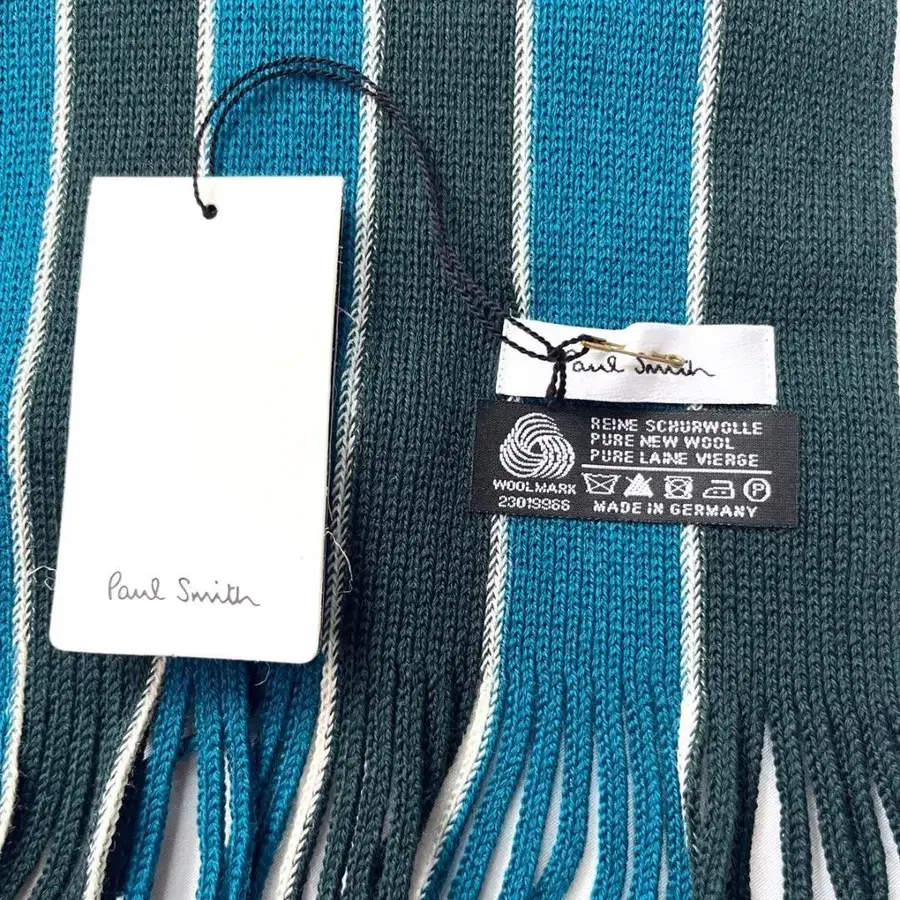 Paul Smith
Paul Smith
REINE SCHURWOLLE
PURE NEW WOOL
PURE LAINE VIERGE
WOOLMARK
23019966
P
MADE IN GERMANY